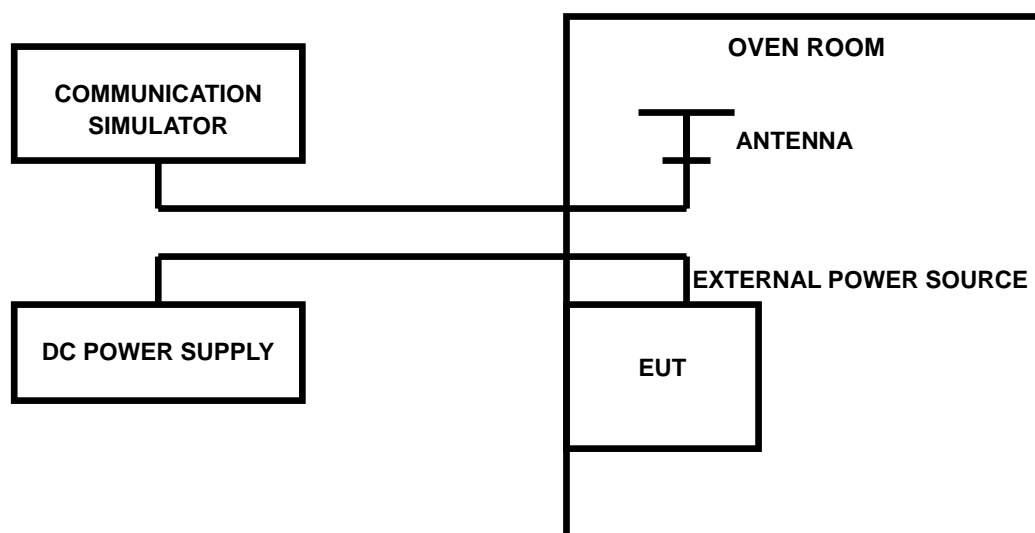 OVEN ROOM
COMMUNICATION
SIMULATOR
ANTENNA
EXTERNAL POWER SOURCE
DC POWER SUPPLY
EUT